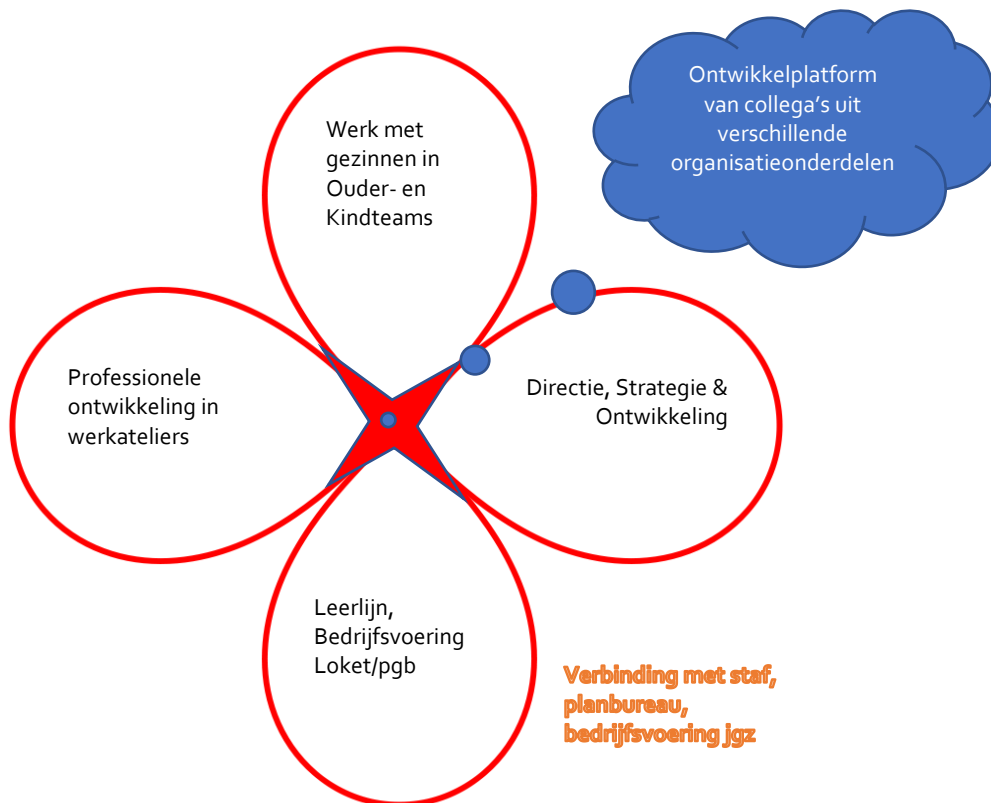 Ontwikkelplatform
van collega's uit
verschillende
organisatieonderdelen
Werk met
gezinnen in
Ouder- en
Kindteams
Professionele
ontwikkeling in
werkateliers
Directie, Strategie &
Ontwikkeling
Leerlijn,
Bedrijfsvoering
Loket/pgb
Verbinding met staf,
planbureau,
bedrijfsvoering jgz